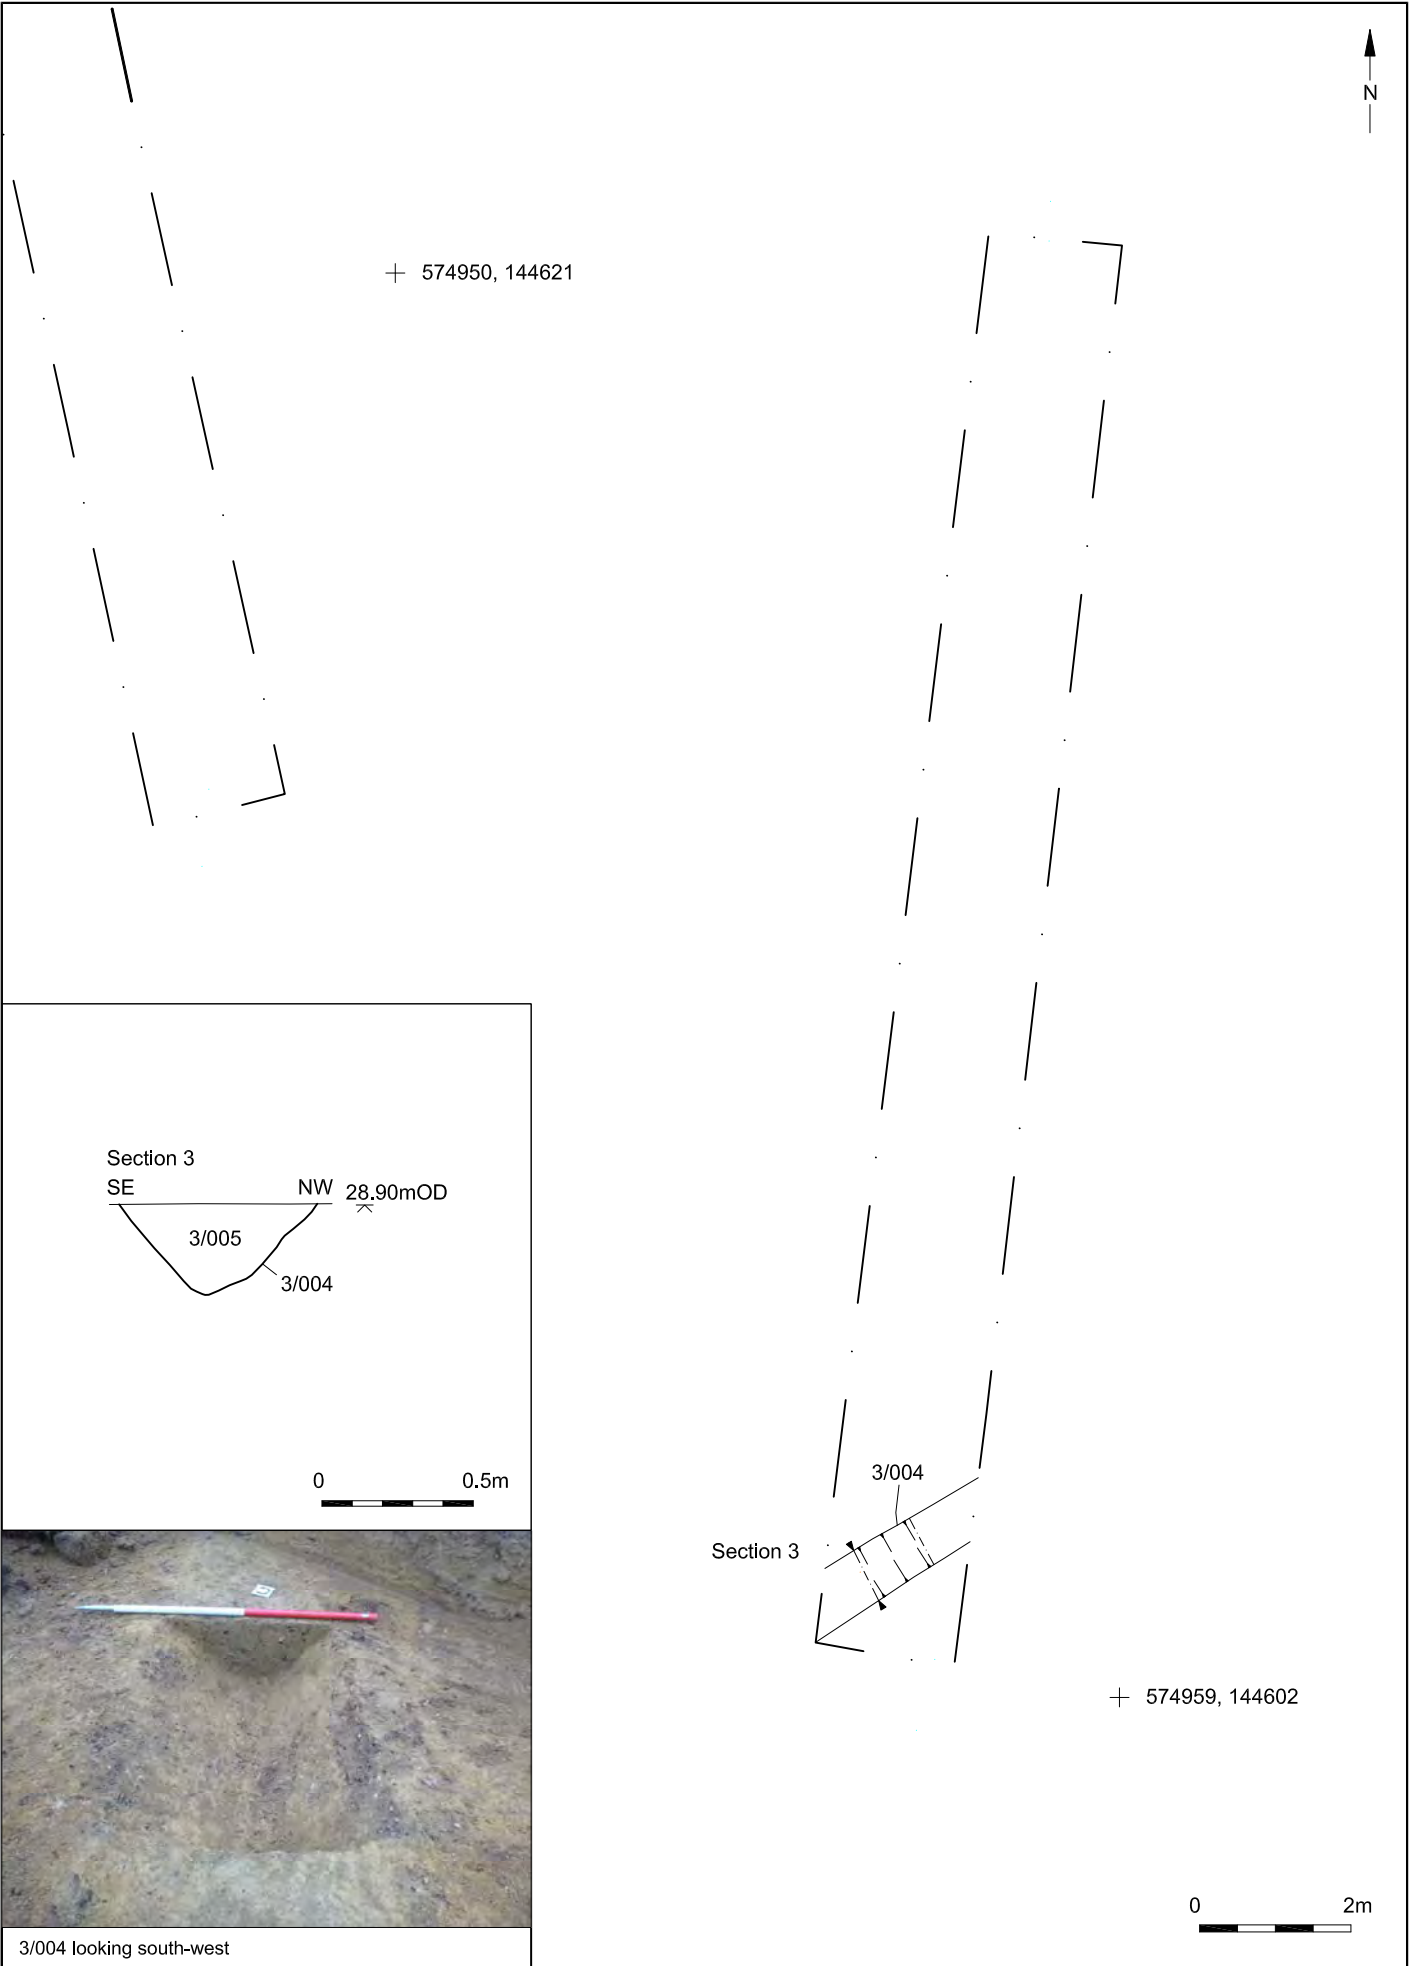 N
574950, 144621
Section 3
SE NW 28.90mOD
3/005
3/004
0 0.5m
3/004
Section 3
574959, 144602
0 2m
3/004 looking south-west